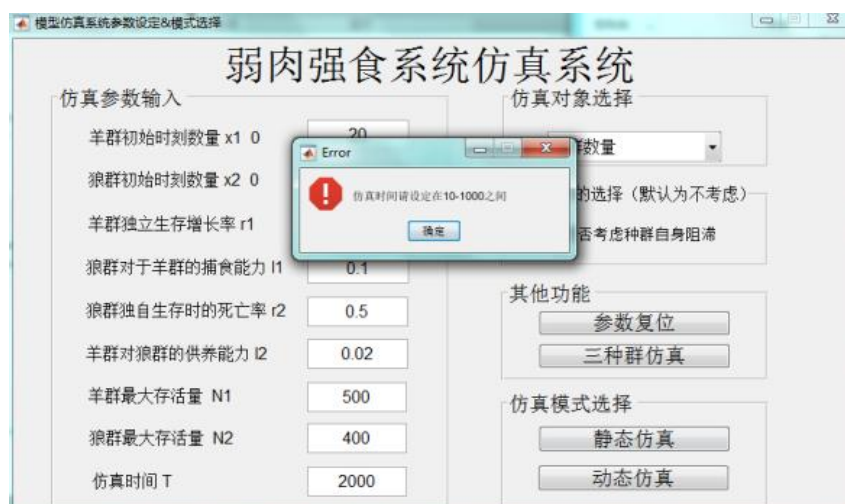 模型仿真系统参数设定&模式选择
弱肉强食系统仿真系统
仿真参数输入
羊群初始时刻数量 x1 0
20
狼群初始时刻数量 x2 0
羊群独立生存增长率 r1
狼群对于羊群的捕食能力 l1
0.1
狼群独自生存时的死亡率 r2
0.5
羊群对狼群的供养能力 l2
0.02
羊群最大存活量 N1
500
狼群最大存活量 N2
400
仿真时间 T
2000
Error
仿真时间请设定在10-1000之间
确定
仿真对象选择
群数量
的选择（默认为不考虑）
否考虑种群自身阻滞
其他功能
参数复位
三种群仿真
仿真模式选择
静态仿真
动态仿真